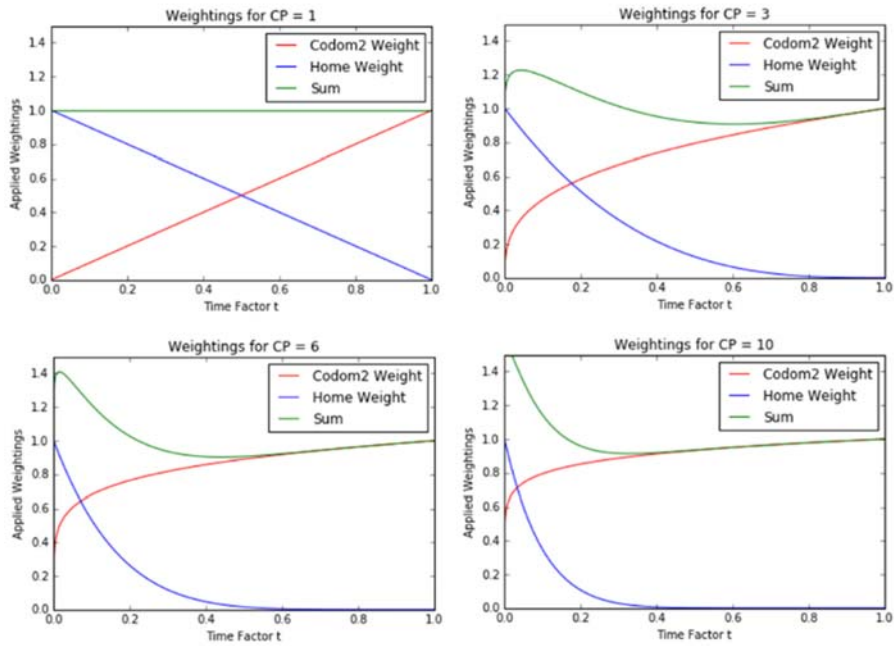 Weightings for CP = 1
Codom2 Weight
Home Weight
Sum
Applied Weightings
1.4
1.2
1.0
0.8
0.6
0.4
0.2
0.0
0.0 0.2 0.4 0.6 0.8 1.0
Time Factor t
Weightings for CP = 3
Codom2 Weight
Home Weight
Sum
Applied Weightings
1.4
1.2
1.0
0.8
0.6
0.4
0.2
0.0
0.0 0.2 0.4 0.6 0.8 1.0
Time Factor t
Weightings for CP = 6
Codom2 Weight
Home Weight
Sum
Applied Weightings
1.4
1.2
1.0
0.8
0.6
0.4
0.2
0.0
0.0 0.2 0.4 0.6 0.8 1.0
Time Factor t
Weightings for CP = 10
Codom2 Weight
Home Weight
Sum
Applied Weightings
1.4
1.2
1.0
0.8
0.6
0.4
0.2
0.0
0.0 0.2 0.4 0.6 0.8 1.0
Time Factor t